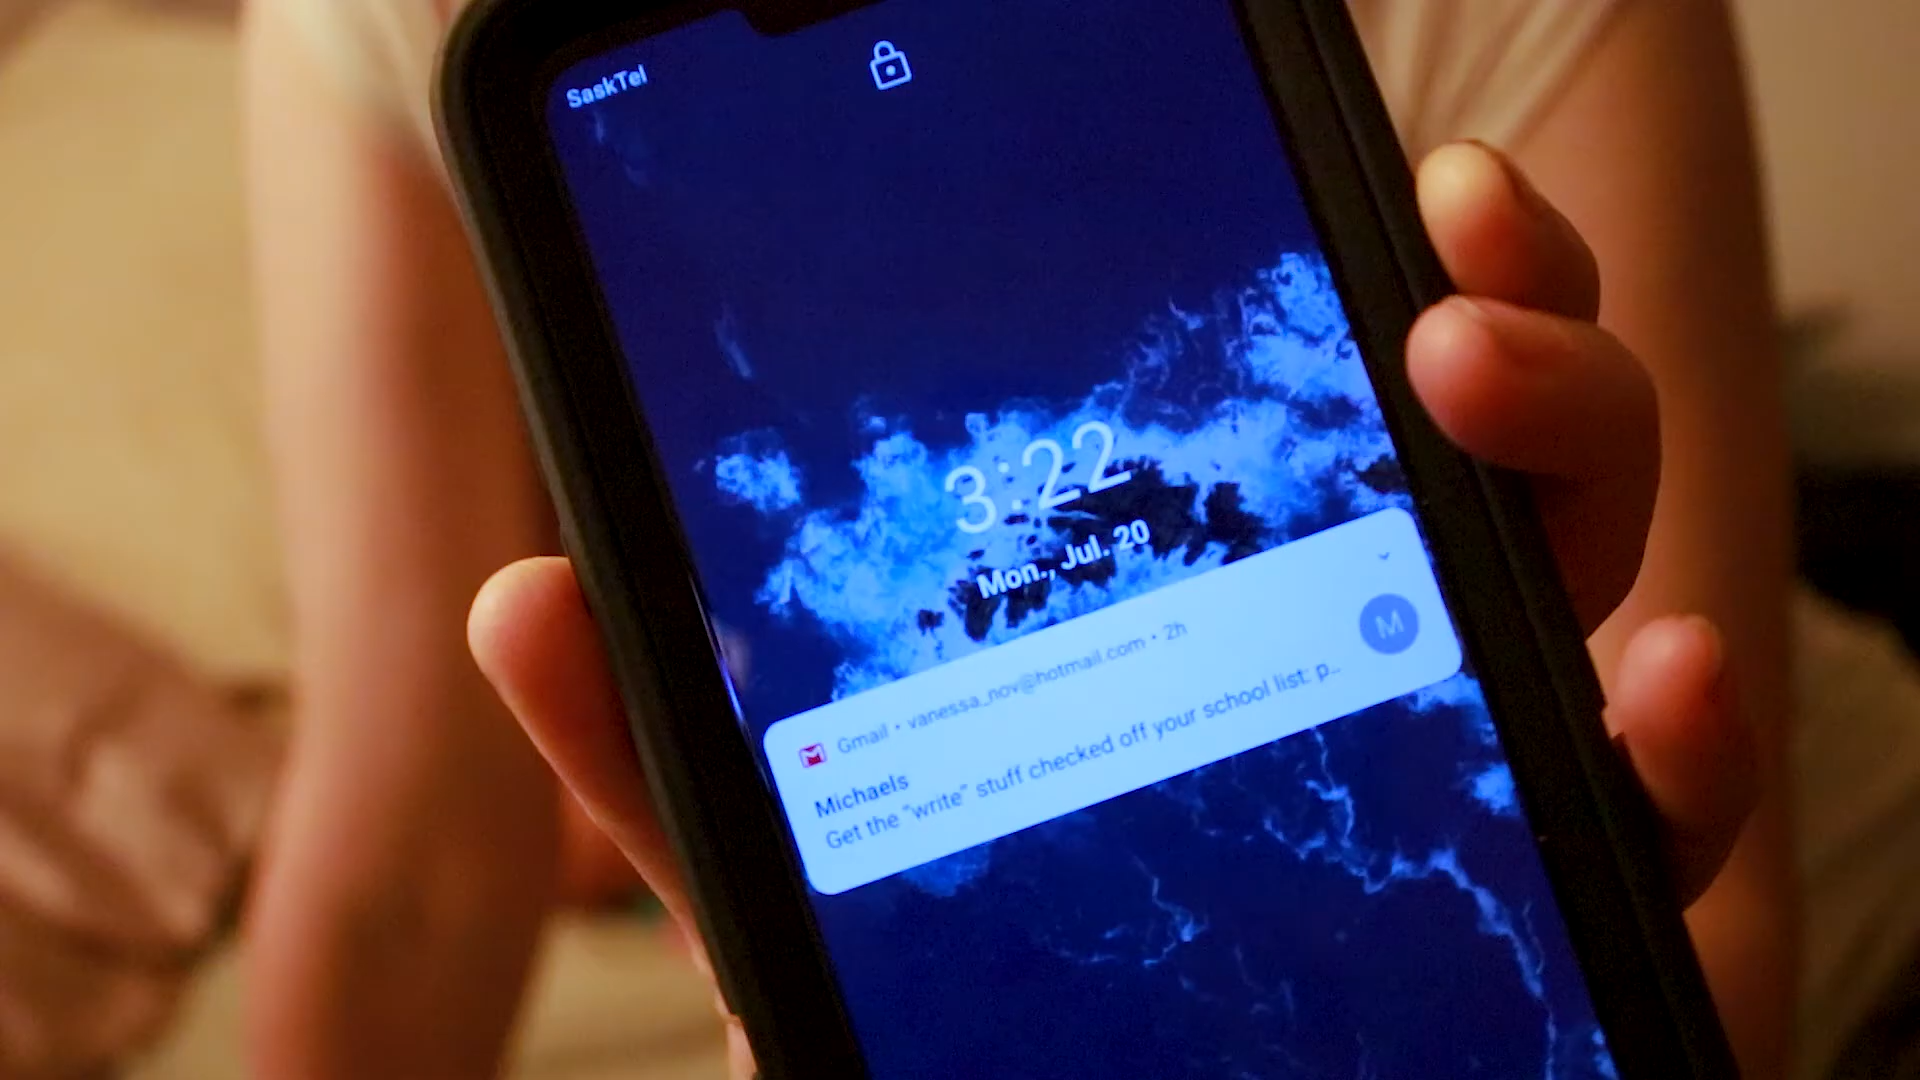 SaskTel
3:22
Mon., Jul. 20
Gmail • vanessa_nov@hotmail.com • 2h
M
Michaels
Get the "write" stuff checked off your school list: p...